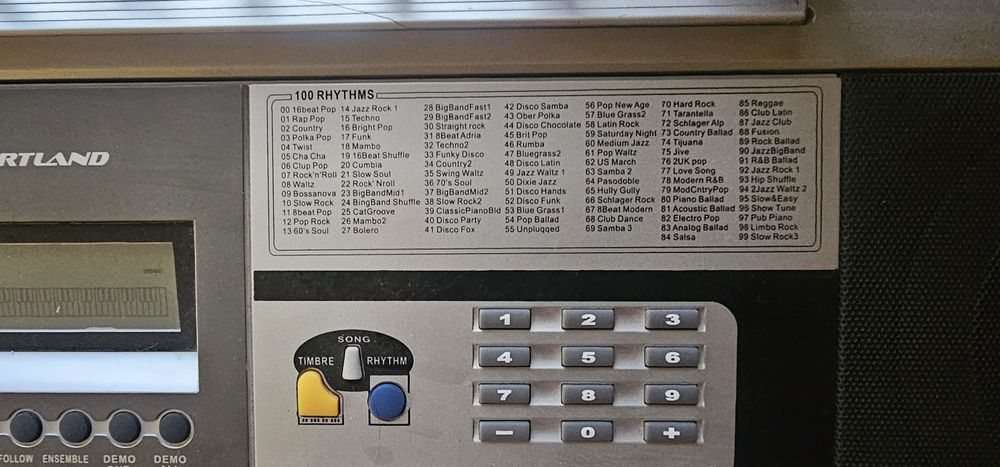 100 RHYTHMS
00 16beat Pop
01 Rap Pop
02 Country
03 Polka Pop
04 Twist
05 Cha Cha
06 Clup Pop
07 Rock'n'Roll
08 Waltz
09 Bossanova
10 Slow Rock
11 8beat Pop
12 Pop Rock
13 60's Soul
14 Jazz Rock 1
15 Techno
16 Bright Pop
17 Funk
18 Mambo
19 16Beat Shuffle
20 Cumbia
21 Slow Soul
22 Rock' Nroll
23 BigBandMid1
24 BingBand Shuffle
25 CatGroove
26 Mambo2
27 Bolero
28 BigBandFast1
29 BigBandFast2
30 Straight rock
31 8Beat Adria
32 Techno2
33 Funky Disco
34 Country2
35 Swing Waltz
36 70's Soul
37 BigBandMid2
38 Slow Rock2
39 ClassicPianoBld
40 Disco Party
41 Disco Fox
42 Disco Samba
43 Ober Polka
44 Disco Chocolate
45 Brit Pop
46 Rumba
47 Bluegrass2
48 Disco Latin
49 Jazz Waltz 1
50 Dixie Jazz
51 Disco Hands
52 Disco Funk
53 Blue Grass1
54 Pop Ballad
55 Unplugged
56 Pop New Age
57 Blue Grass2
58 Latin Rock
59 Saturday Night
60 Medium Jazz
61 Pop Waltz
62 US March
63 Samba 2
64 Pasodoble
65 Hully Gully
66 Schlager Rock
67 8Beat Modern
68 Club Dance
69 Samba 3
70 Hard Rock
71 Tarantella
72 Schlager Alp
73 Country Ballad
74 Tijuana
75 Jive
76 2UK pop
77 Love Song
78 Modern R&B
79 ModCntryPop
80 Piano Ballad
81 Acoustic Ballad
82 Electro Pop
83 Analog Ballad
84 Salsa
85 Reggae
86 Club Latin
87 Jazz Club
88 Fusion
89 Rock Ballad
90 JazzBigBand
91 R&B Ballad
92 Jazz Rock 1
93 Hip Shuffle
94 2Jazz Waltz 2
95 Slow&Easy
96 Show Tune
97 Pub Piano
98 Limbo Rock
99 Slow Rock3
RTLAND
SONG
TIMBRE RHYTHM
1 2 3
4 5 6
7 8 9
− 0 +
FOLLOW ENSEMBLE DEMO DEMO